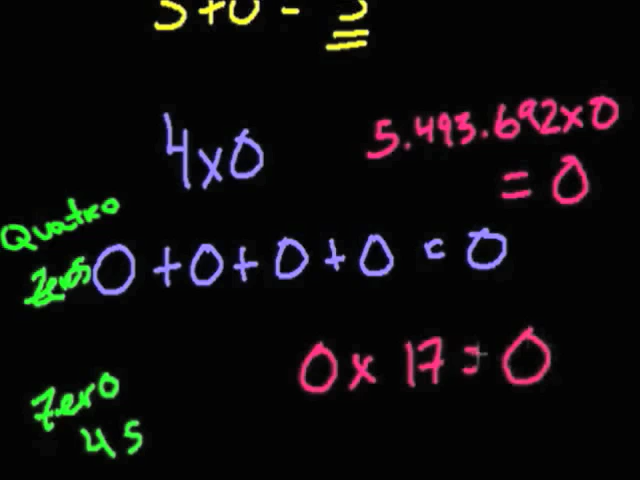 5+0 = 5
4x0
5.493.692x0
= 0
Quatro
Zeros
0+0+0+0 = 0
0 x 17 = 0
Zero
4s